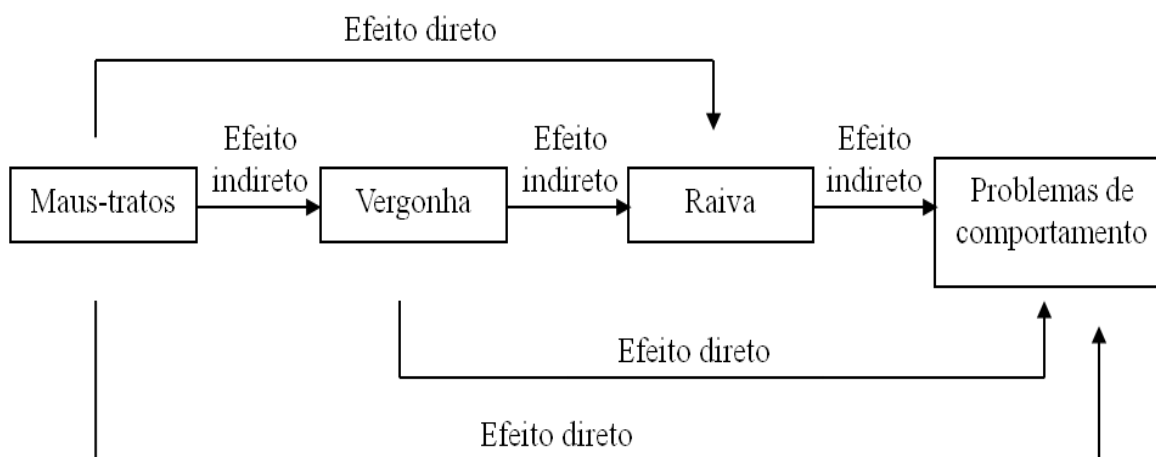 Efeito direto
Efeito
indireto
Efeito
indireto
Efeito
indireto
Maus-tratos
Vergonha
Raiva
Problemas de
comportamento
Efeito direto
Efeito direto